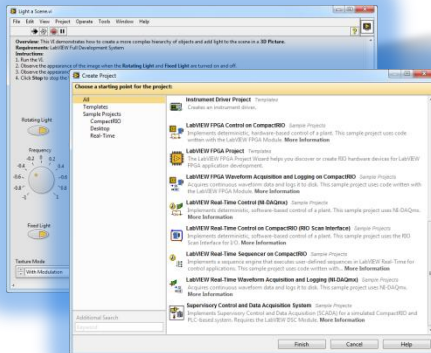 Light a Scene.vi
File Edit View Project Operate Tools Window Help
Overview: This VI demonstrates how to create a more complex hierarchy of objects and add light to the scene in a 3D Picture.
Requirements: LabVIEW Full Development System.
Instructions:
1. Run the VI.
2. Observe the appearance of the image when the Rotating Light and Fixed Light are turned on and off.
3. Observe the appearance
4. Click Stop to stop the
Rotating Light
Frequency
Fixed Light
Texture Mode
With Modulation
Create Project
Choose a starting point for the project:
All
Templates
Sample Projects
CompactRIO
Desktop
Real-Time
Additional Search
Keyword
Instrument Driver Project Templates
Creates an instrument driver.
LabVIEW FPGA Control on CompactRIO Sample Projects
Implements deterministic, hardware-based control of a plant. This sample project uses code
written with the LabVIEW FPGA Module. More Information
LabVIEW FPGA Project Templates
The LabVIEW FPGA Project Wizard helps you discover or create RIO hardware devices for LabVIEW
FPGA application development.
LabVIEW FPGA Waveform Acquisition and Logging on CompactRIO Sample Projects
Acquires continuous waveform data and logs it to disk. This sample project uses code written with
the LabVIEW FPGA Module. More Information
LabVIEW Real-Time Control (NI-DAQmx) Sample Projects
Implements deterministic, software-based control of a plant. This sample project uses NI-DAQmx.
More Information
LabVIEW Real-Time Control on CompactRIO (RIO Scan Interface) Sample Projects
Implements deterministic, software-based control of a plant. This sample project uses the RIO
Scan Interface for I/O. More Information
LabVIEW Real-Time Sequencer on CompactRIO Sample Projects
Implements a sequence engine that executes user-defined sequences in LabVIEW Real-Time for
control applications. This sample project uses code written with... More Information
LabVIEW Real-Time Waveform Acquisition and Logging (NI-DAQmx) Sample Projects
Acquires continuous waveform data and logs it to disk. This sample project uses NI-DAQmx.
More Information
Supervisory Control and Data Acquisition System Sample Projects
Implements Supervisory Control and Data Acquisition (SCADA) for a simulated CompactRIO and
PLC-based system. Requires the LabVIEW DSC Module. More Information
Finish Cancel Help